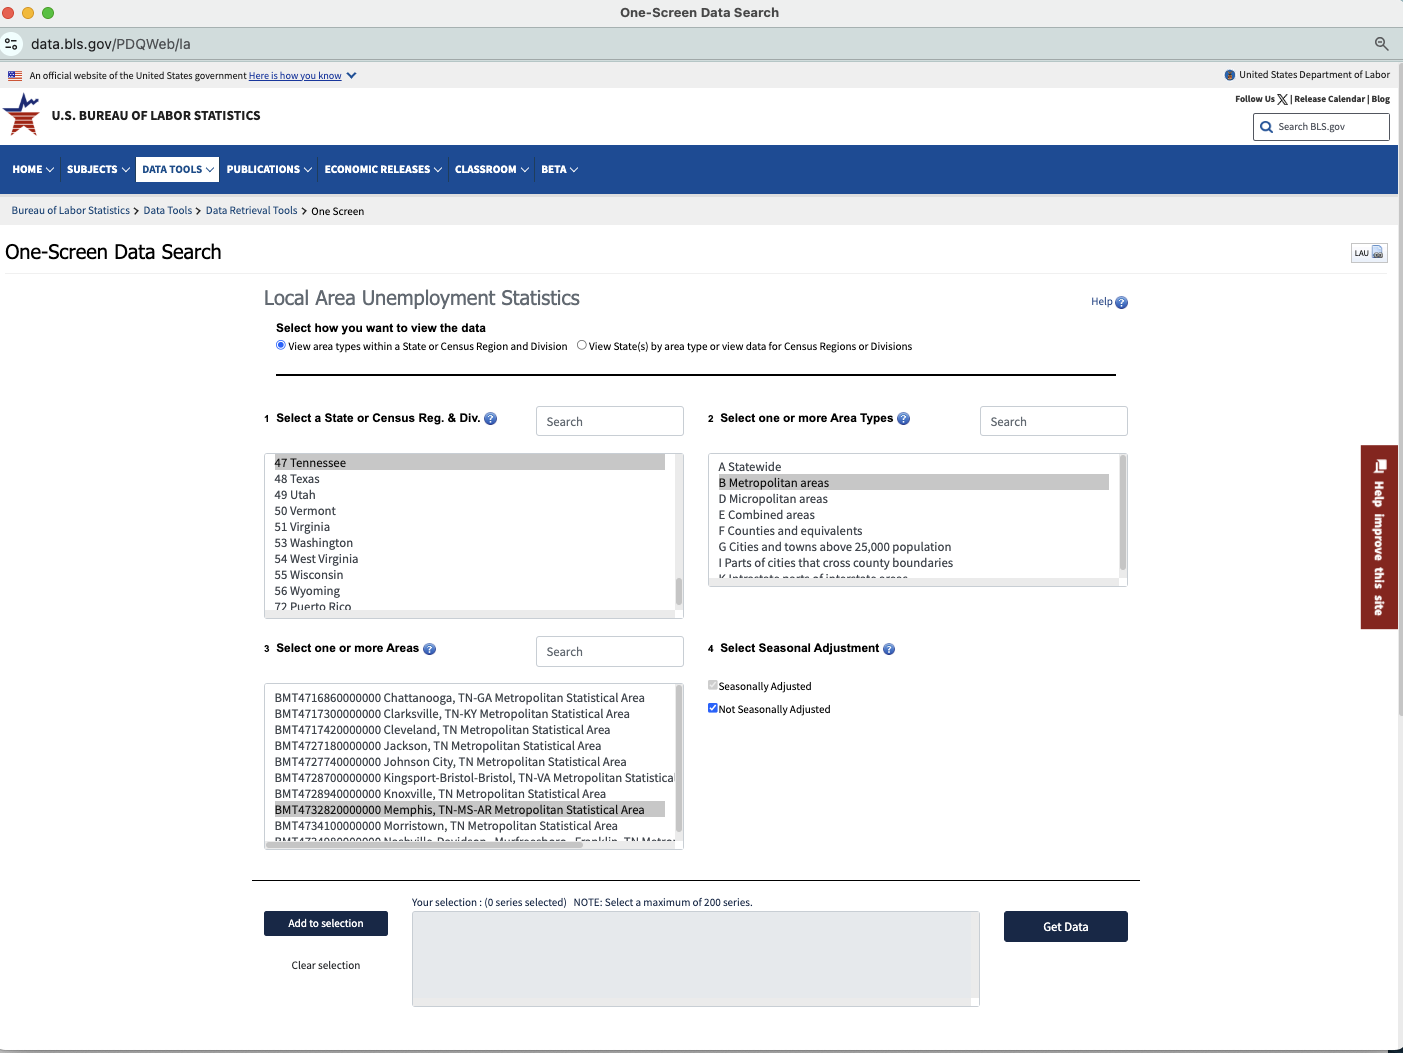 One-Screen Data Search
data.bls.gov/PDQWeb/la
An official website of the United States government Here is how you know
United States Department of Labor
Follow Us X | Release Calendar | Blog
U.S. BUREAU OF LABOR STATISTICS
Search BLS.gov
HOME SUBJECTS DATA TOOLS PUBLICATIONS ECONOMIC RELEASES CLASSROOM BETA
Bureau of Labor Statistics > Data Tools > Data Retrieval Tools > One Screen
One-Screen Data Search
LAU
Local Area Unemployment Statistics
Help ?
Select how you want to view the data
View area types within a State or Census Region and Division View State(s) by area type or view data for Census Regions or Divisions
1 Select a State or Census Reg. & Div. ?
Search
47 Tennessee
48 Texas
49 Utah
50 Vermont
51 Virginia
53 Washington
54 West Virginia
55 Wisconsin
56 Wyoming
72 Puerto Rico
2 Select one or more Area Types ?
Search
A Statewide
B Metropolitan areas
D Micropolitan areas
E Combined areas
F Counties and equivalents
G Cities and towns above 25,000 population
I Parts of cities that cross county boundaries
K Intrastate parts of interstate areas
Help improve this site
3 Select one or more Areas ?
Search
BMT4716860000000 Chattanooga, TN-GA Metropolitan Statistical Area
BMT4717300000000 Clarksville, TN-KY Metropolitan Statistical Area
BMT4717420000000 Cleveland, TN Metropolitan Statistical Area
BMT4727180000000 Jackson, TN Metropolitan Statistical Area
BMT4727740000000 Johnson City, TN Metropolitan Statistical Area
BMT4728700000000 Kingsport-Bristol-Bristol, TN-VA Metropolitan Statistical
BMT4728940000000 Knoxville, TN Metropolitan Statistical Area
BMT4732820000000 Memphis, TN-MS-AR Metropolitan Statistical Area
BMT4734100000000 Morristown, TN Metropolitan Statistical Area
4 Select Seasonal Adjustment ?
Seasonally Adjusted
Not Seasonally Adjusted
Your selection : (0 series selected) NOTE: Select a maximum of 200 series.
Add to selection
Clear selection
Get Data